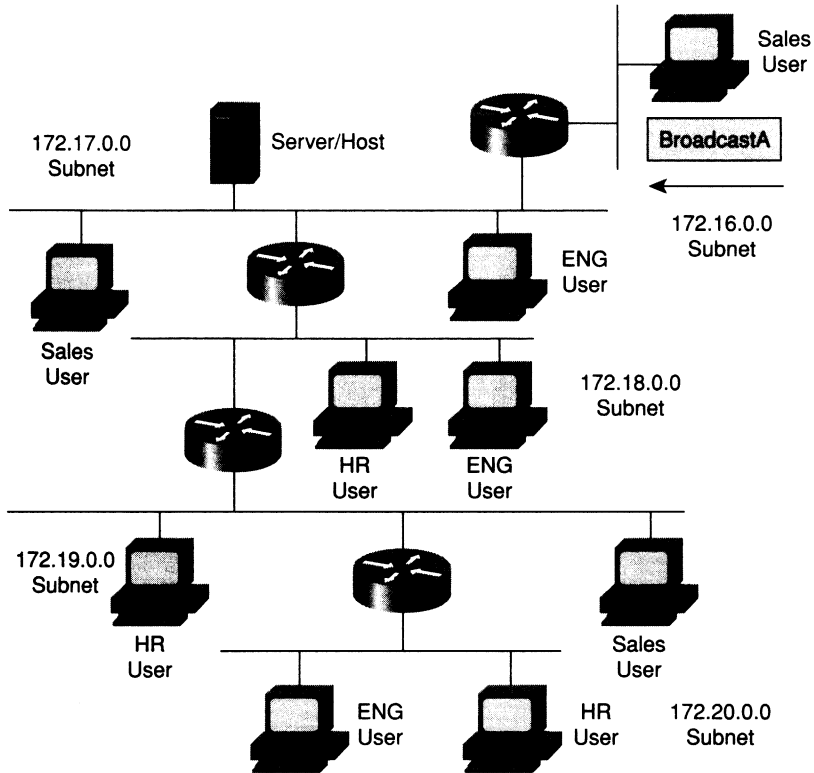 Sales
User
BroadcastA
172.16.0.0
Subnet
172.17.0.0
Subnet
Server/Host
Sales
User
ENG
User
172.18.0.0
Subnet
HR
User
ENG
User
172.19.0.0
Subnet
HR
User
Sales
User
ENG
User
HR
User
172.20.0.0
Subnet